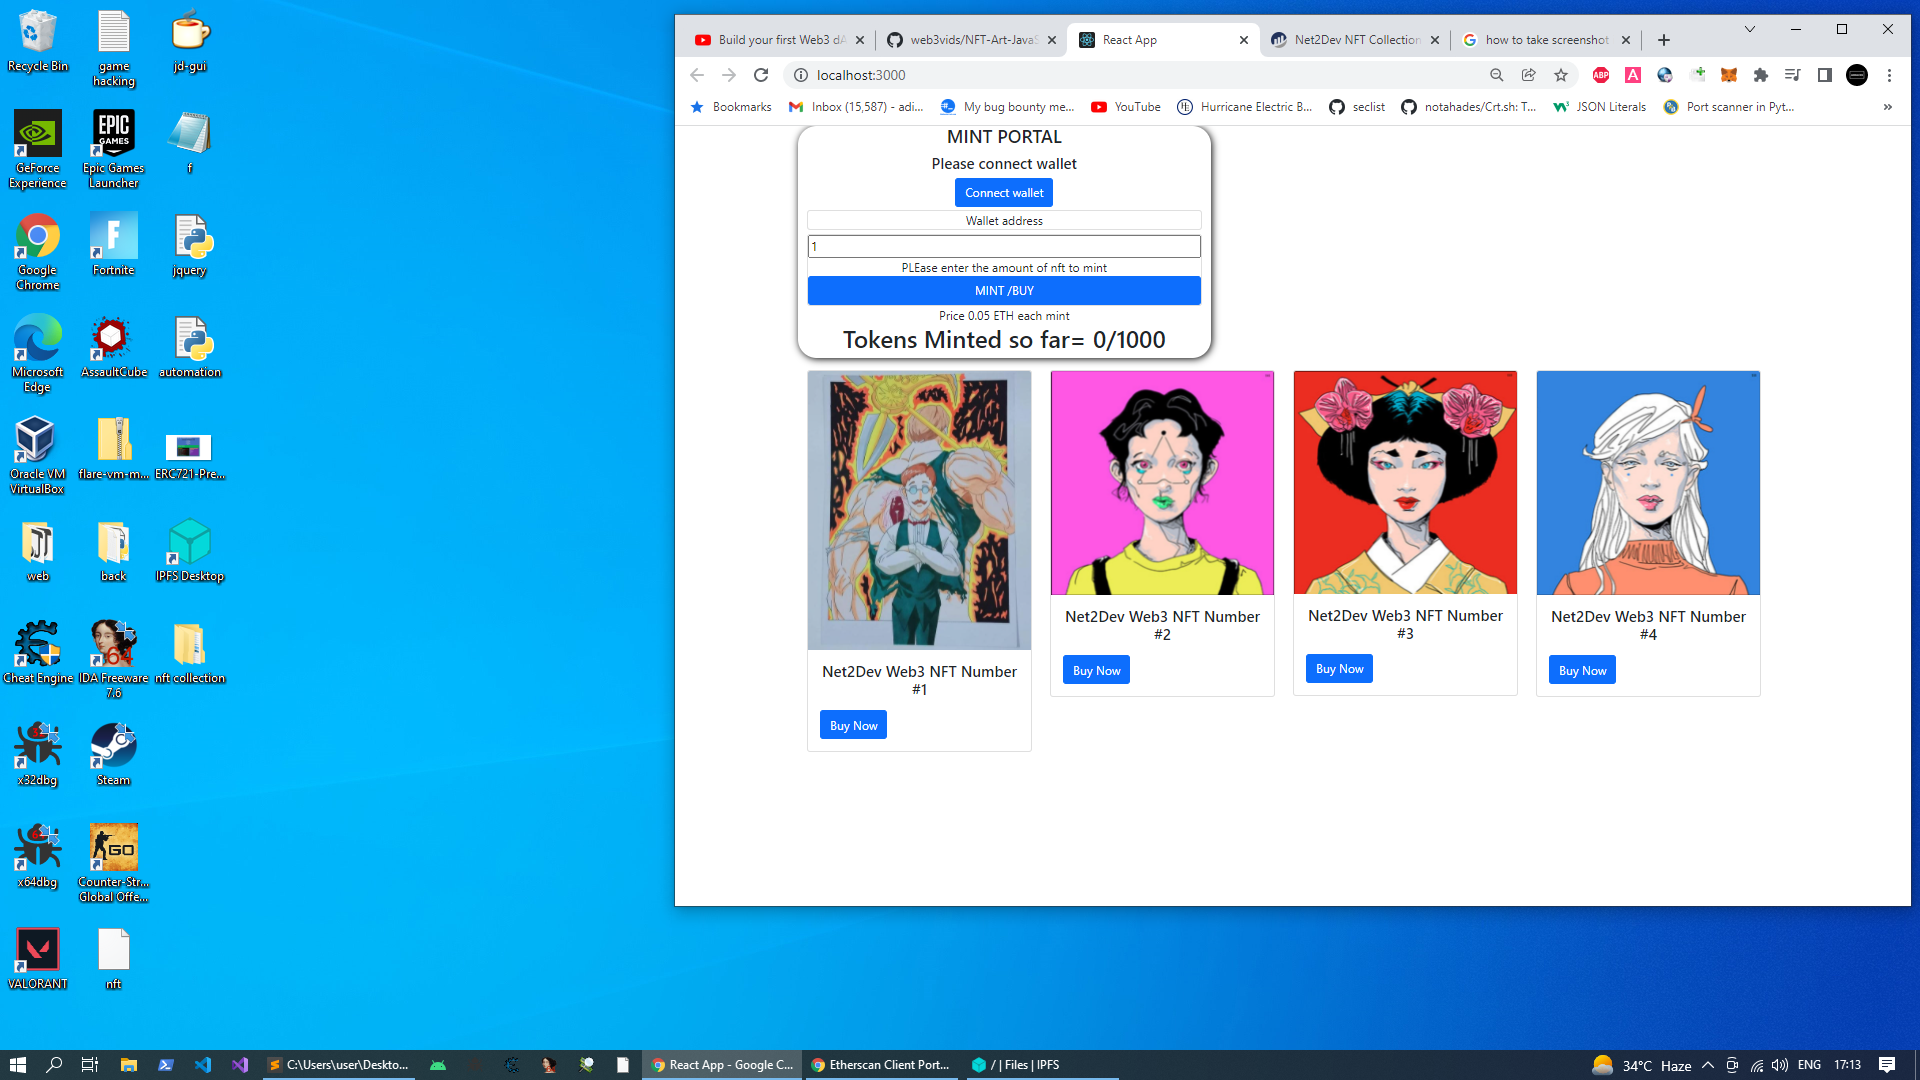 Recycle Bin
game
hacking
jd-gui
GeForce
Experience
EPIC
GAMES
Epic Games
Launcher
f
Google
Chrome
Fortnite
jquery
Microsoft
Edge
AssaultCube
automation
Oracle VM
VirtualBox
flare-vm-m...
ERC721-Pre...
web
back
IPFS Desktop
Cheat Engine
64
IDA Freeware
7.6
nft collection
x32dbg
Steam
x64dbg
GO
Counter-Str...
Global Offe...
VALORANT
nft
Build your first Web3 dA
web3vids/NFT-Art-JavaS
React App
Net2Dev NFT Collection
how to take screenshot
localhost:3000
ABP
A
Bookmarks
Inbox (15,587) - adi...
My bug bounty me...
YouTube
Hurricane Electric B...
seclist
notahades/Crt.sh: T...
JSON Literals
Port scanner in Pyt...
»
MINT PORTAL
Please connect wallet
Connect wallet
Wallet address
1
PLEase enter the amount of nft to mint
MINT /BUY
Price 0.05 ETH each mint
Tokens Minted so far= 0/1000
Net2Dev Web3 NFT Number
#1
Buy Now
Net2Dev Web3 NFT Number
#2
Buy Now
Net2Dev Web3 NFT Number
#3
Buy Now
Net2Dev Web3 NFT Number
#4
Buy Now
C:\Users\user\Deskto...
React App - Google C...
Etherscan Client Port...
/ | Files | IPFS
34°C Haze
ENG
17:13